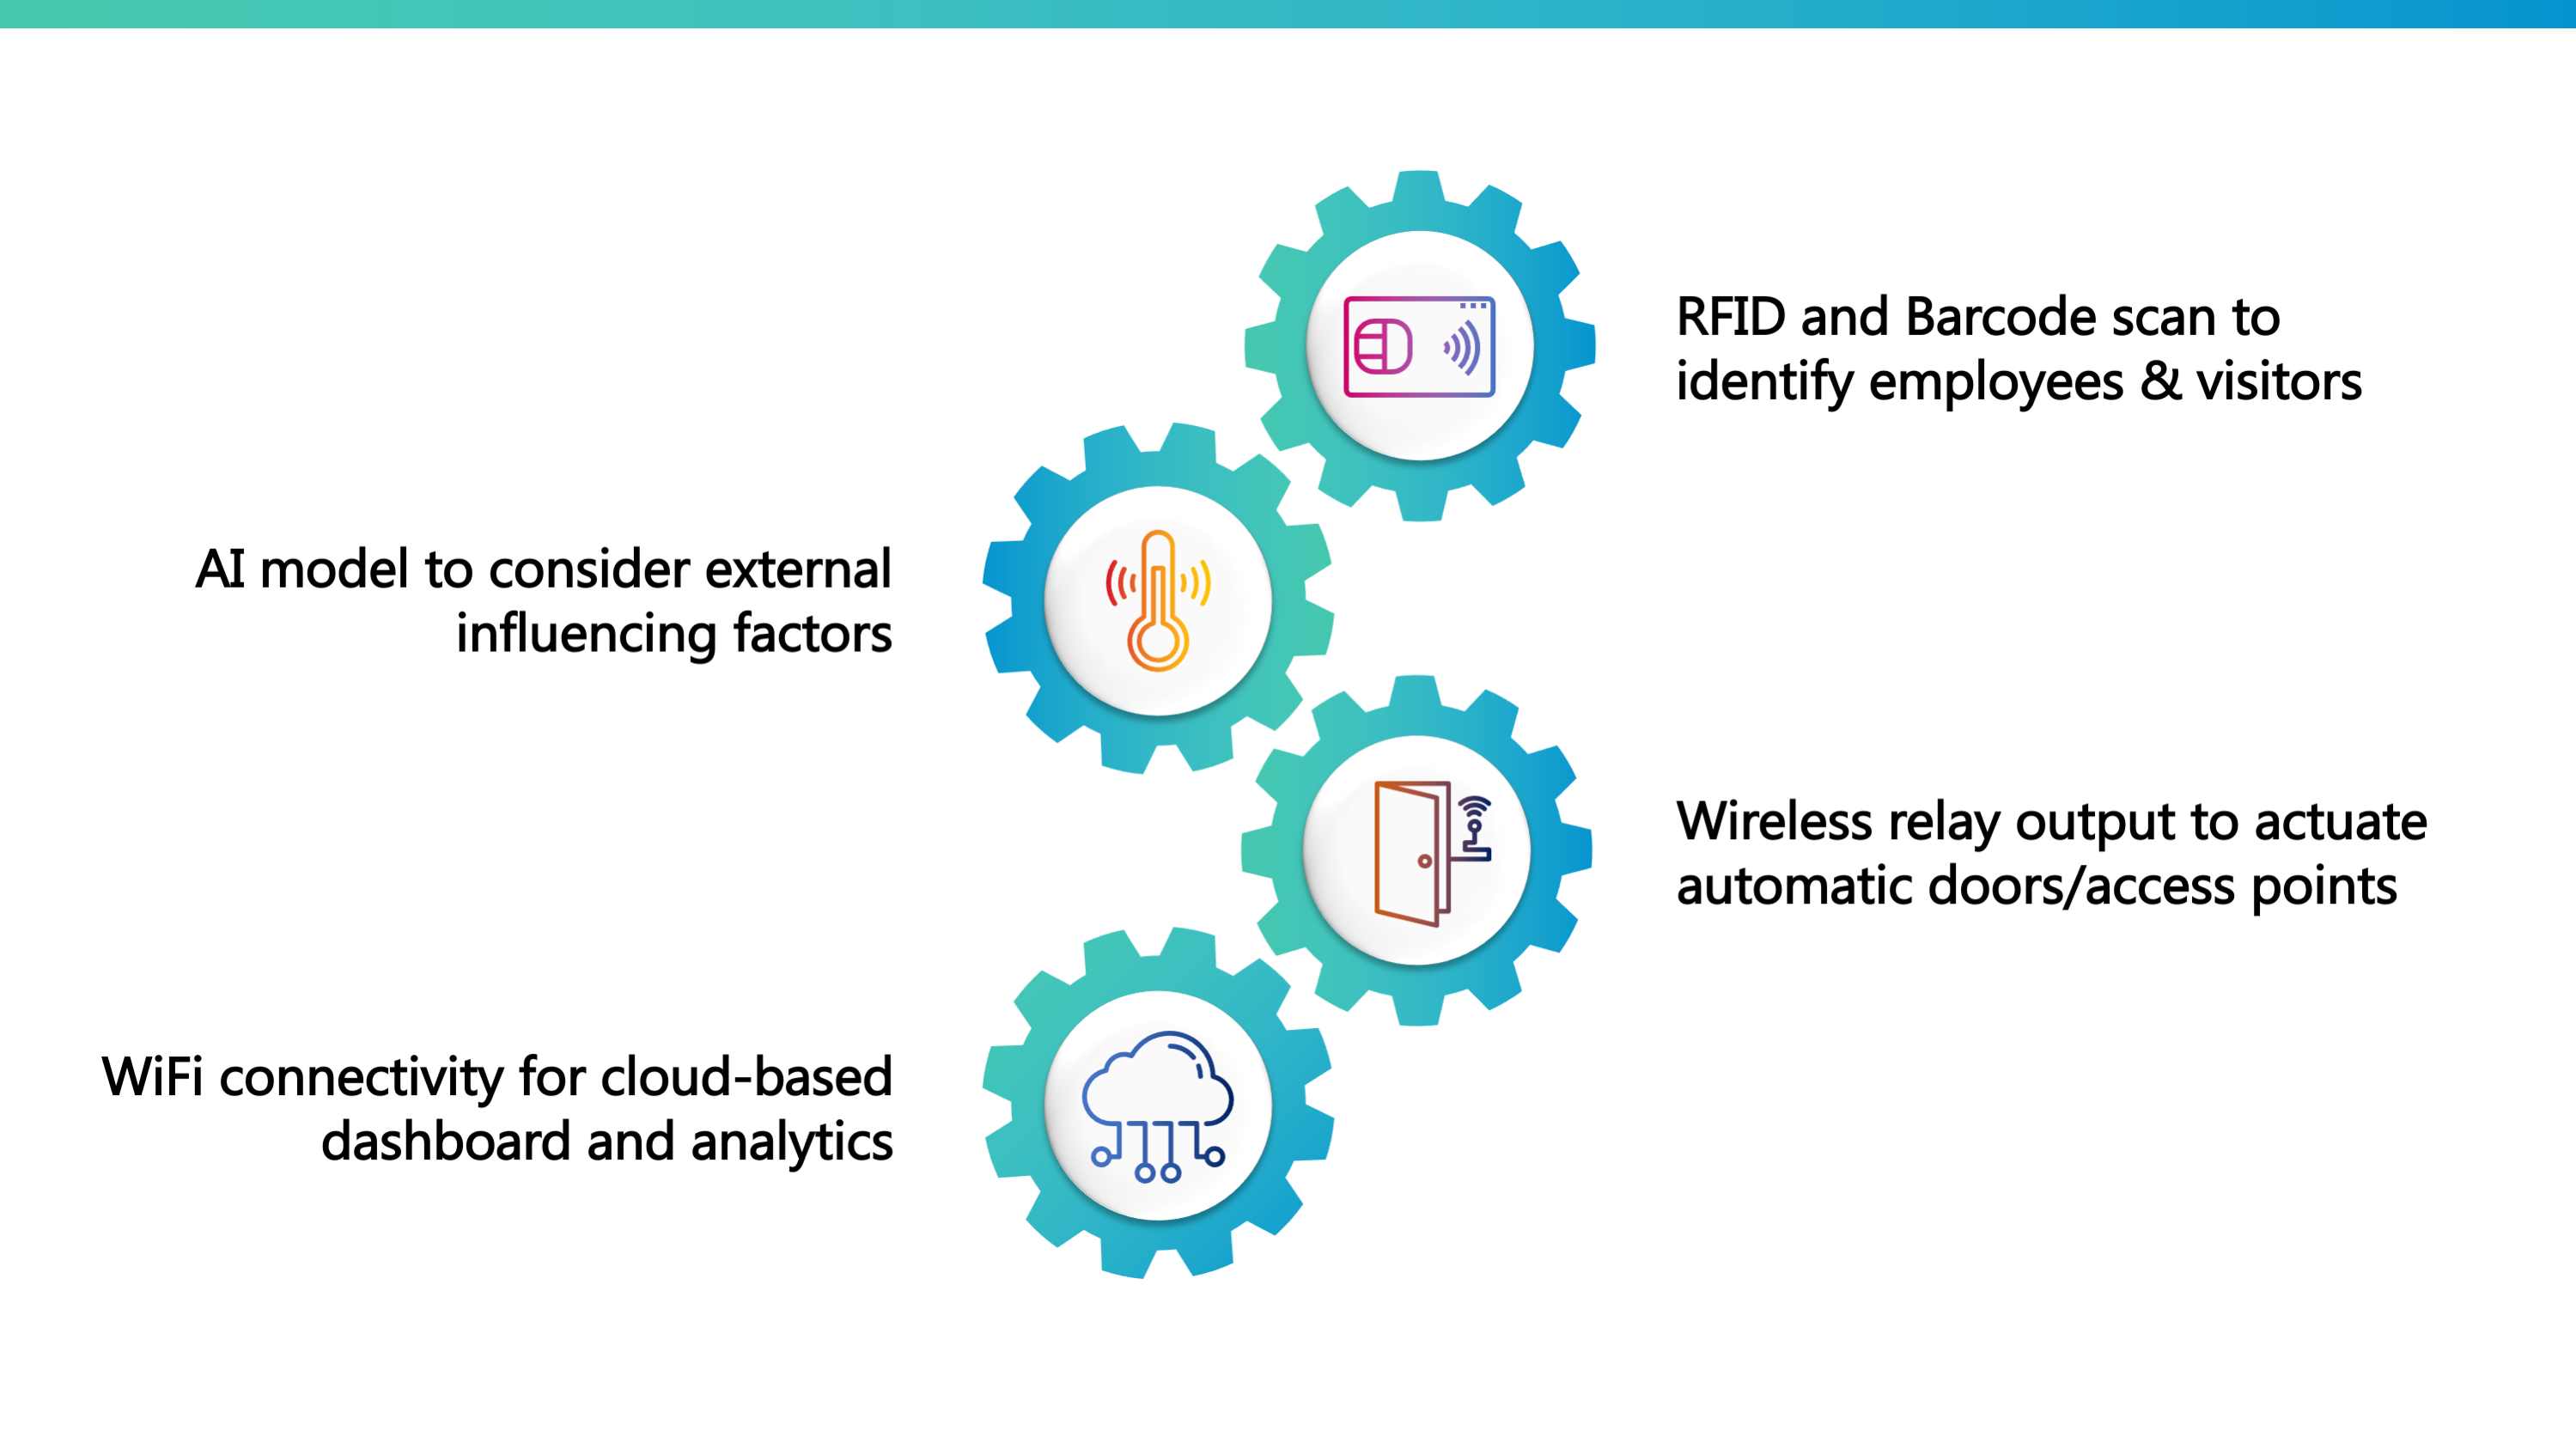 RFID and Barcode scan to
identify employees & visitors
AI model to consider external
influencing factors
Wireless relay output to actuate
automatic doors/access points
WiFi connectivity for cloud-based
dashboard and analytics